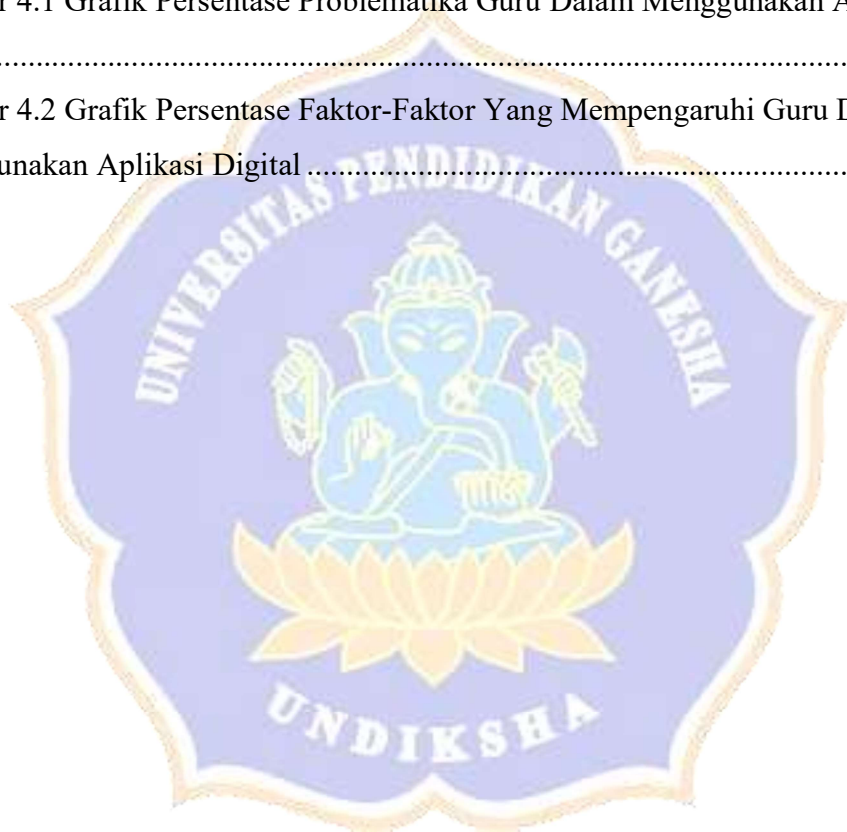 r 4.1 Grafik Persentase Problematika Guru Dalam Menggunakan A
................................................................................................................
r 4.2 Grafik Persentase Faktor-Faktor Yang Mempengaruhi Guru D
unakan Aplikasi Digital .......................................................................
UNIVERSITAS PENDIDIKAN GANESHA
UNDIKSHA